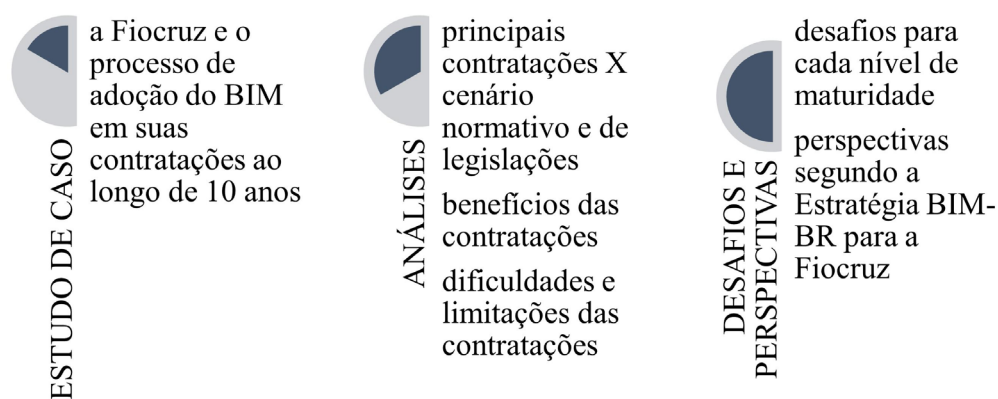 ESTUDO DE CASO
a Fiocruz e o
processo de
adoção do BIM
em suas
contratações ao
longo de 10 anos
ANÁLISES
principais
contratações X
cenário
normativo e de
legislações
benefícios das
contratações
dificuldades e
limitações das
contratações
DESAFIOS E
PERSPECTIVAS
desafios para
cada nível de
maturidade
perspectivas
segundo a
Estratégia BIM-
BR para a
Fiocruz